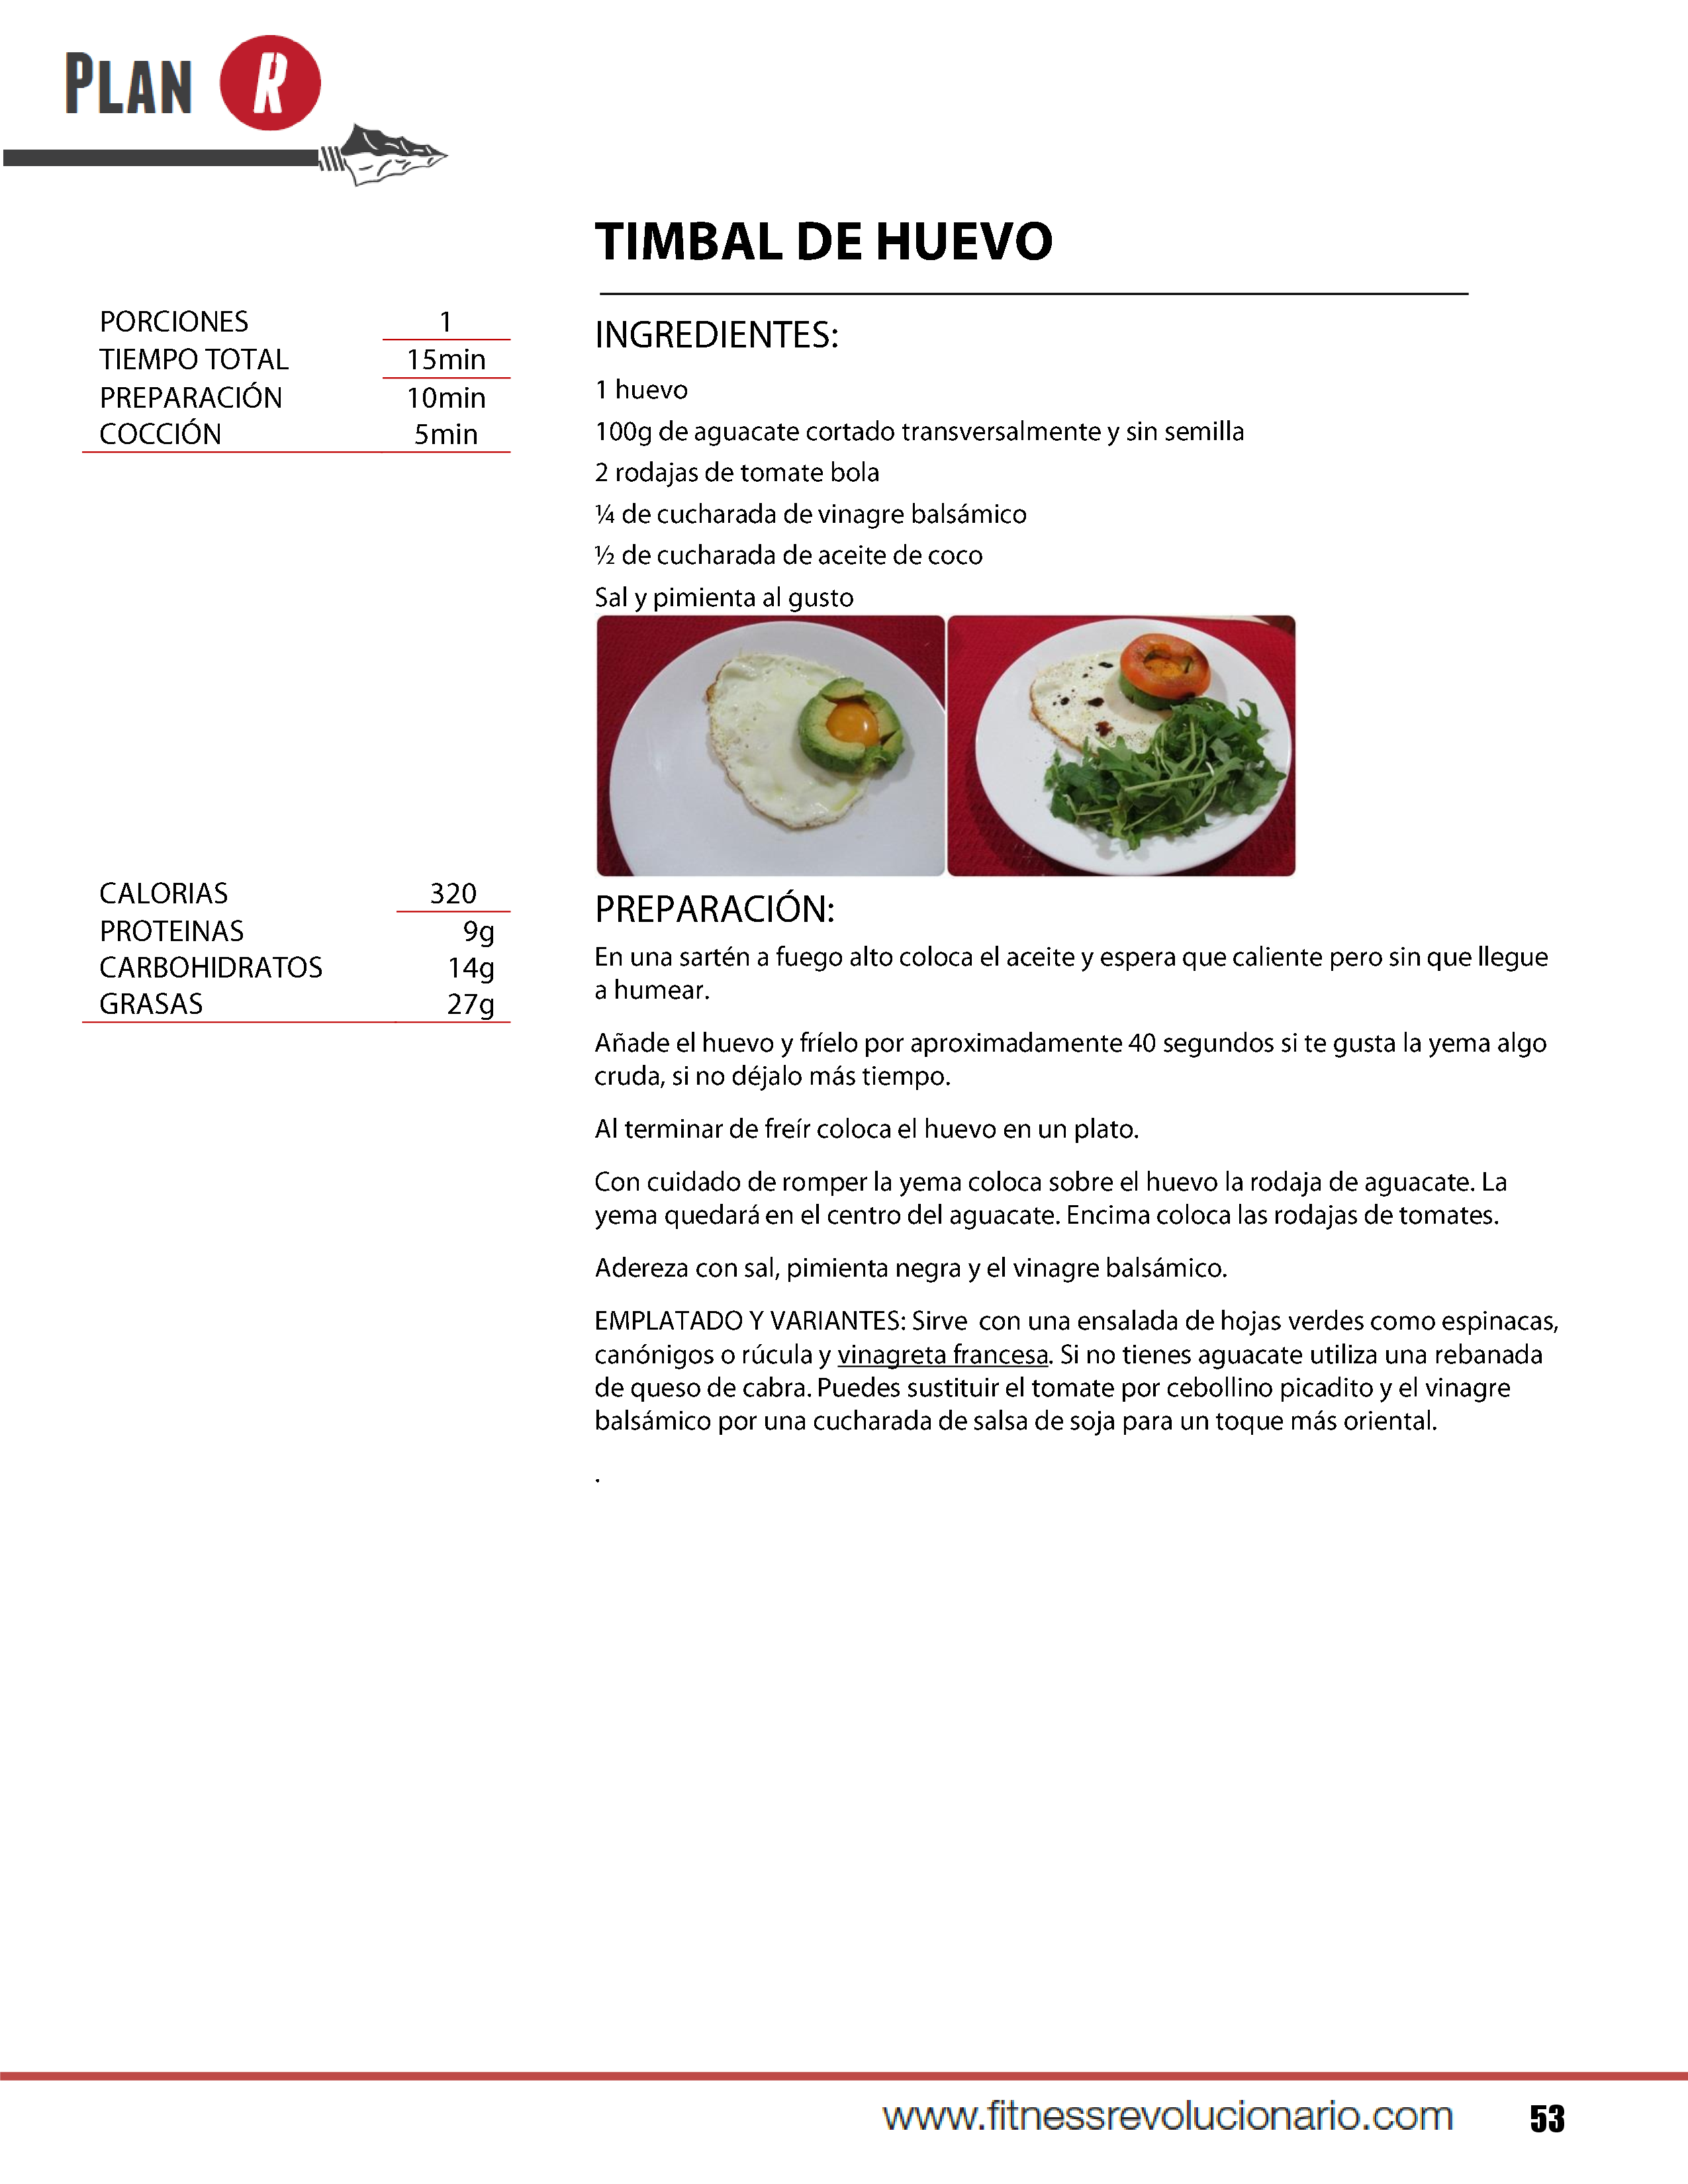 PLAN R
TIMBAL DE HUEVO
PORCIONES 1
TIEMPO TOTAL 15min
PREPARACIÓN 10min
COCCIÓN 5min
INGREDIENTES:
1 huevo
100g de aguacate cortado transversalmente y sin semilla
2 rodajas de tomate bola
¼ de cucharada de vinagre balsámico
½ de cucharada de aceite de coco
Sal y pimienta al gusto
CALORIAS 320
PROTEINAS 9g
CARBOHIDRATOS 14g
GRASAS 27g
PREPARACIÓN:
En una sartén a fuego alto coloca el aceite y espera que caliente pero sin que llegue
a humear.
Añade el huevo y fríelo por aproximadamente 40 segundos si te gusta la yema algo
cruda, si no déjalo más tiempo.
Al terminar de freír coloca el huevo en un plato.
Con cuidado de romper la yema coloca sobre el huevo la rodaja de aguacate. La
yema quedará en el centro del aguacate. Encima coloca las rodajas de tomates.
Adereza con sal, pimienta negra y el vinagre balsámico.
EMPLATADO Y VARIANTES: Sirve  con una ensalada de hojas verdes como espinacas,
canónigos o rúcula y vinagreta francesa. Si no tienes aguacate utiliza una rebanada
de queso de cabra. Puedes sustituir el tomate por cebollino picadito y el vinagre
balsámico por una cucharada de salsa de soja para un toque más oriental.
.
www.fitnessrevolucionario.com 53